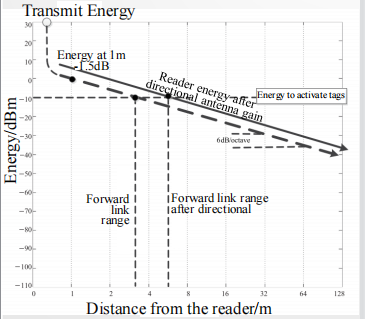 Transmit Energy
30
20
10
0
-10
-20
-30
-40
-50
-60
-70
-80
-90
-100
-110
Energy/dBm
Energy at 1m
-1.5dB
Reader energy after
directional antenna
gain
Energy to activate tags
6dB/octave
Forward
link
range
Forward link range
after directional
0 1 2 4 8 16 32 64 128
Distance from the reader/m